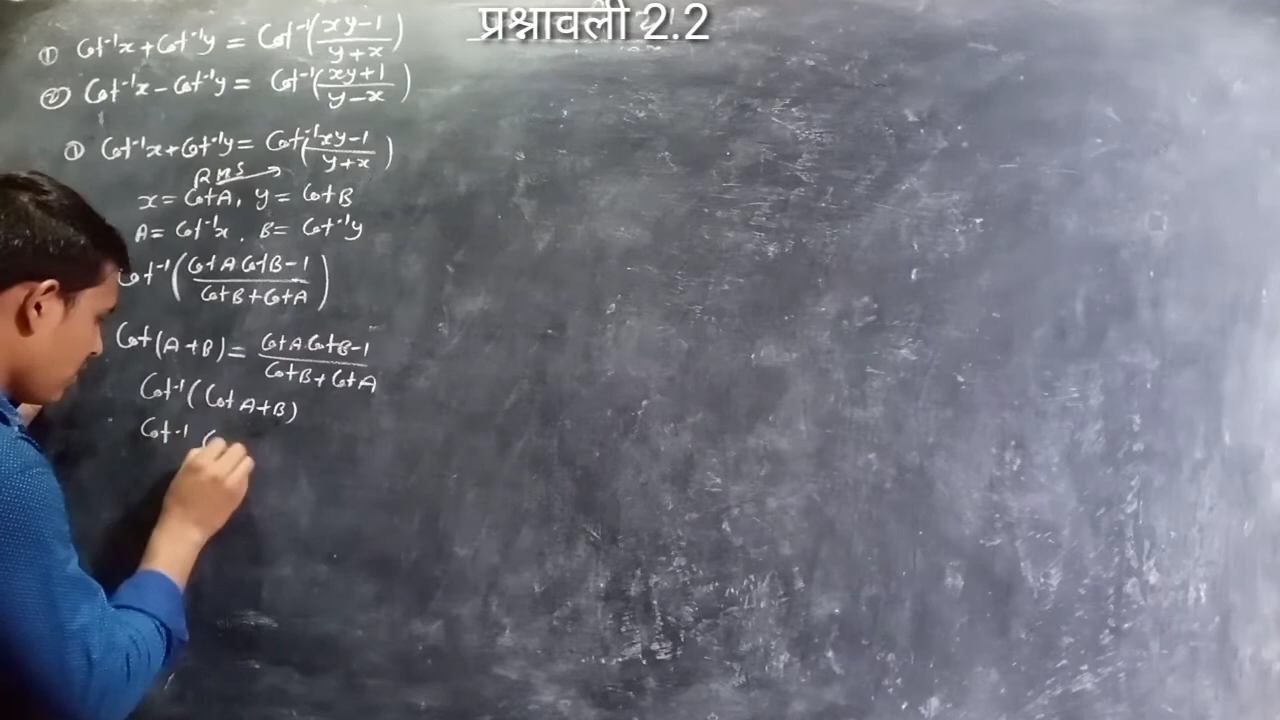 प्रश्नावली 2.2
① Cot⁻¹x + Cot⁻¹y = Cot⁻¹(xy-1 / y+x)
② Cot⁻¹x - Cot⁻¹y = Cot⁻¹(xy+1 / y-x)
① Cot⁻¹x + Cot⁻¹y = Cot⁻¹(xy-1 / y+x)
RHS →
x = CotA, y = CotB
A = Cot⁻¹x, B = Cot⁻¹y
Cot⁻¹(CotA CotB-1 / CotB+CotA)
Cot(A+B) = CotA.CotB-1 / CotB+CotA
Cot⁻¹(Cot A+B)
Cot⁻¹ (